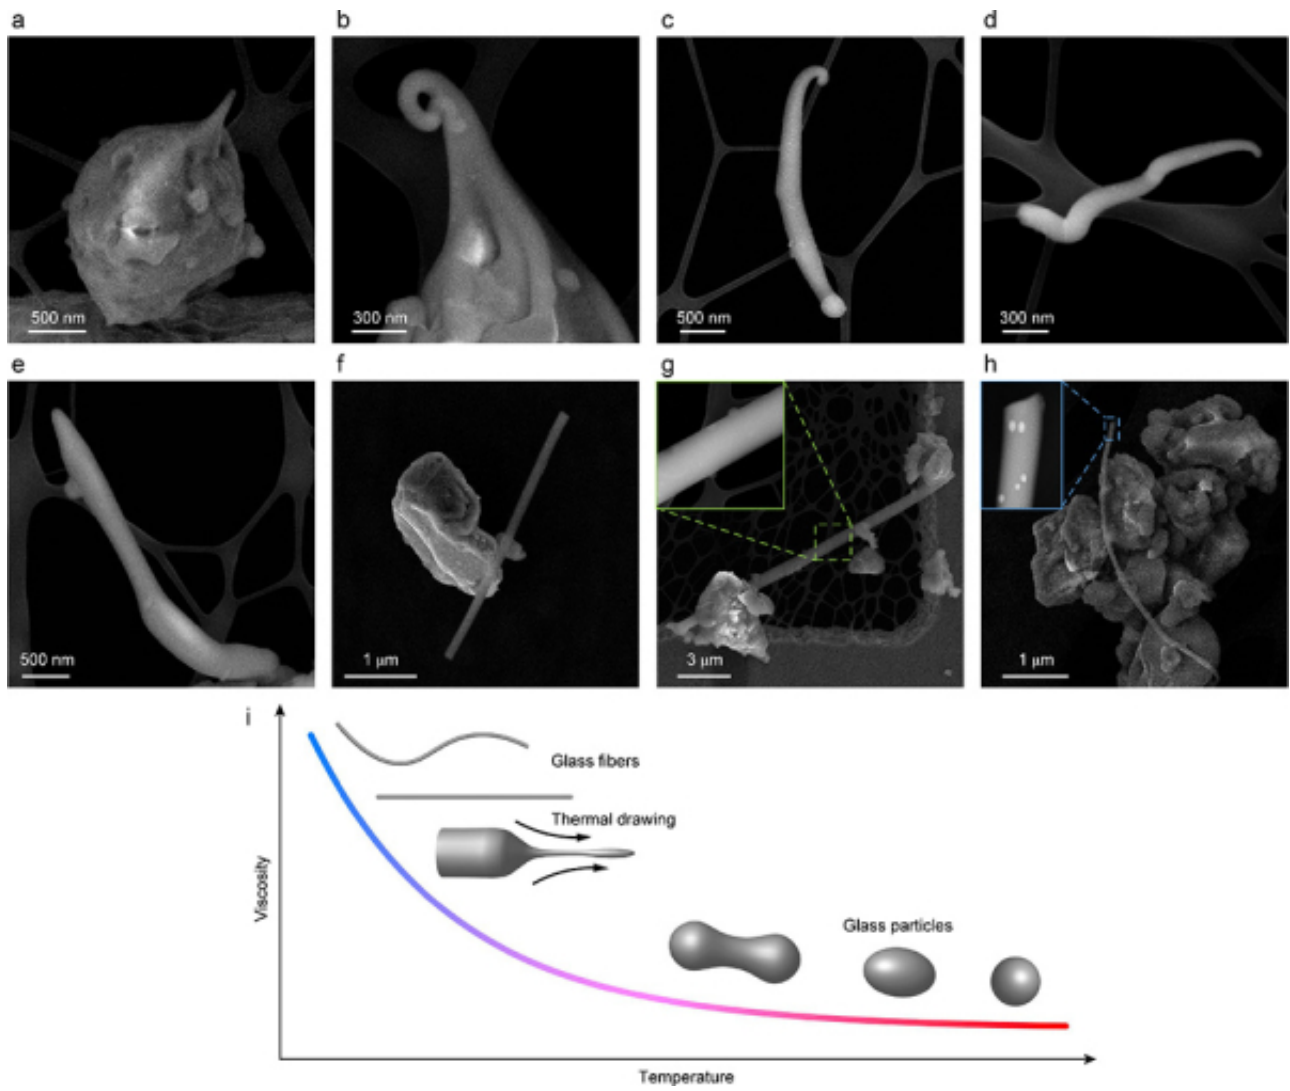 a
b
c
d
500 nm
300 nm
500 nm
300 nm
e
f
g
h
500 nm
1 μm
3 μm
1 μm
i
Glass fibers
Thermal drawing
Viscosity
Glass particles
Temperature